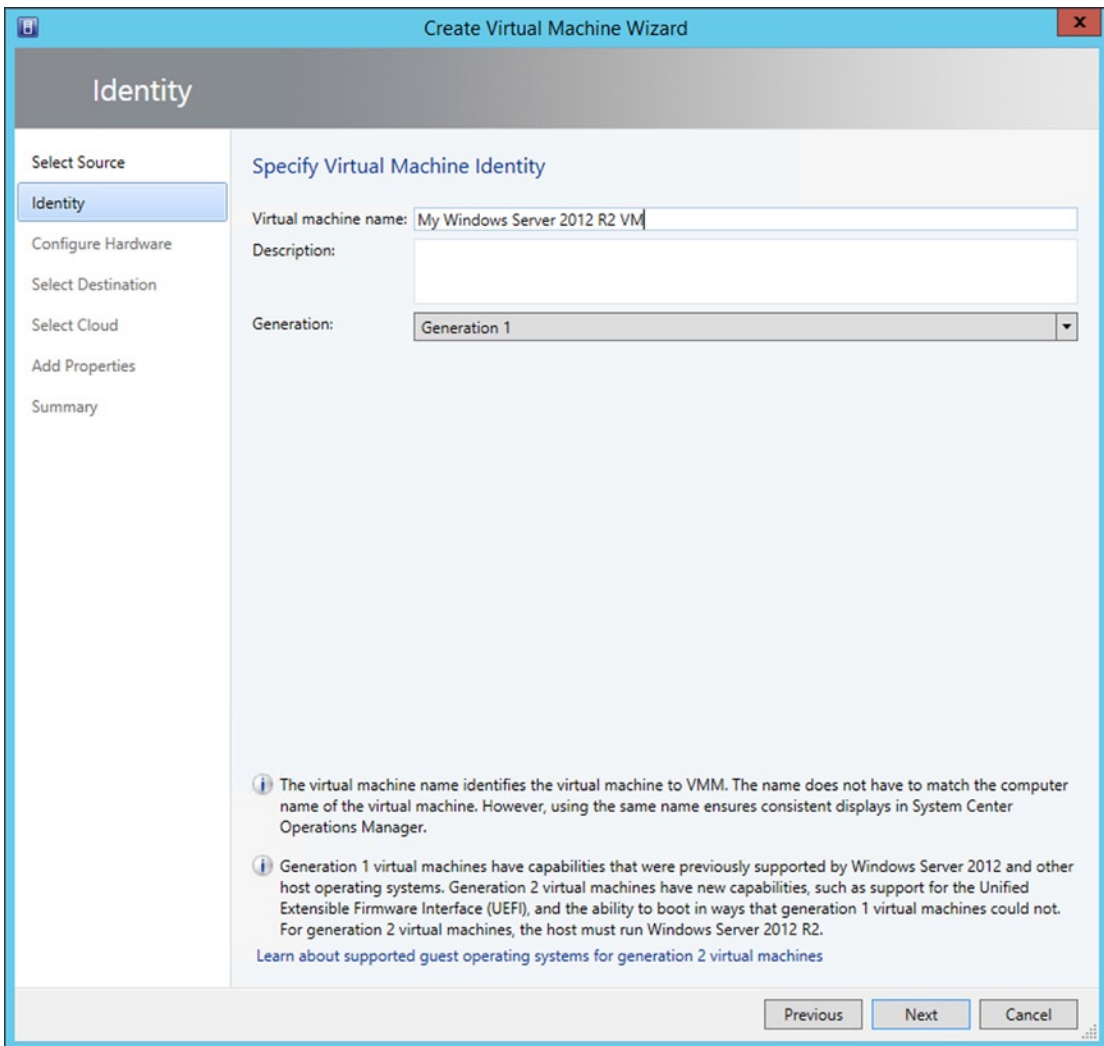 Create Virtual Machine Wizard
x
Identity
Select Source
Identity
Configure Hardware
Select Destination
Select Cloud
Add Properties
Summary
Specify Virtual Machine Identity
Virtual machine name: My Windows Server 2012 R2 VM
Description:
Generation: Generation 1
The virtual machine name identifies the virtual machine to VMM. The name does not have to match the computer
name of the virtual machine. However, using the same name ensures consistent displays in System Center
Operations Manager.
Generation 1 virtual machines have capabilities that were previously supported by Windows Server 2012 and other
host operating systems. Generation 2 virtual machines have new capabilities, such as support for the Unified
Extensible Firmware Interface (UEFI), and the ability to boot in ways that generation 1 virtual machines could not.
For generation 2 virtual machines, the host must run Windows Server 2012 R2.
Learn about supported guest operating systems for generation 2 virtual machines
Previous Next Cancel